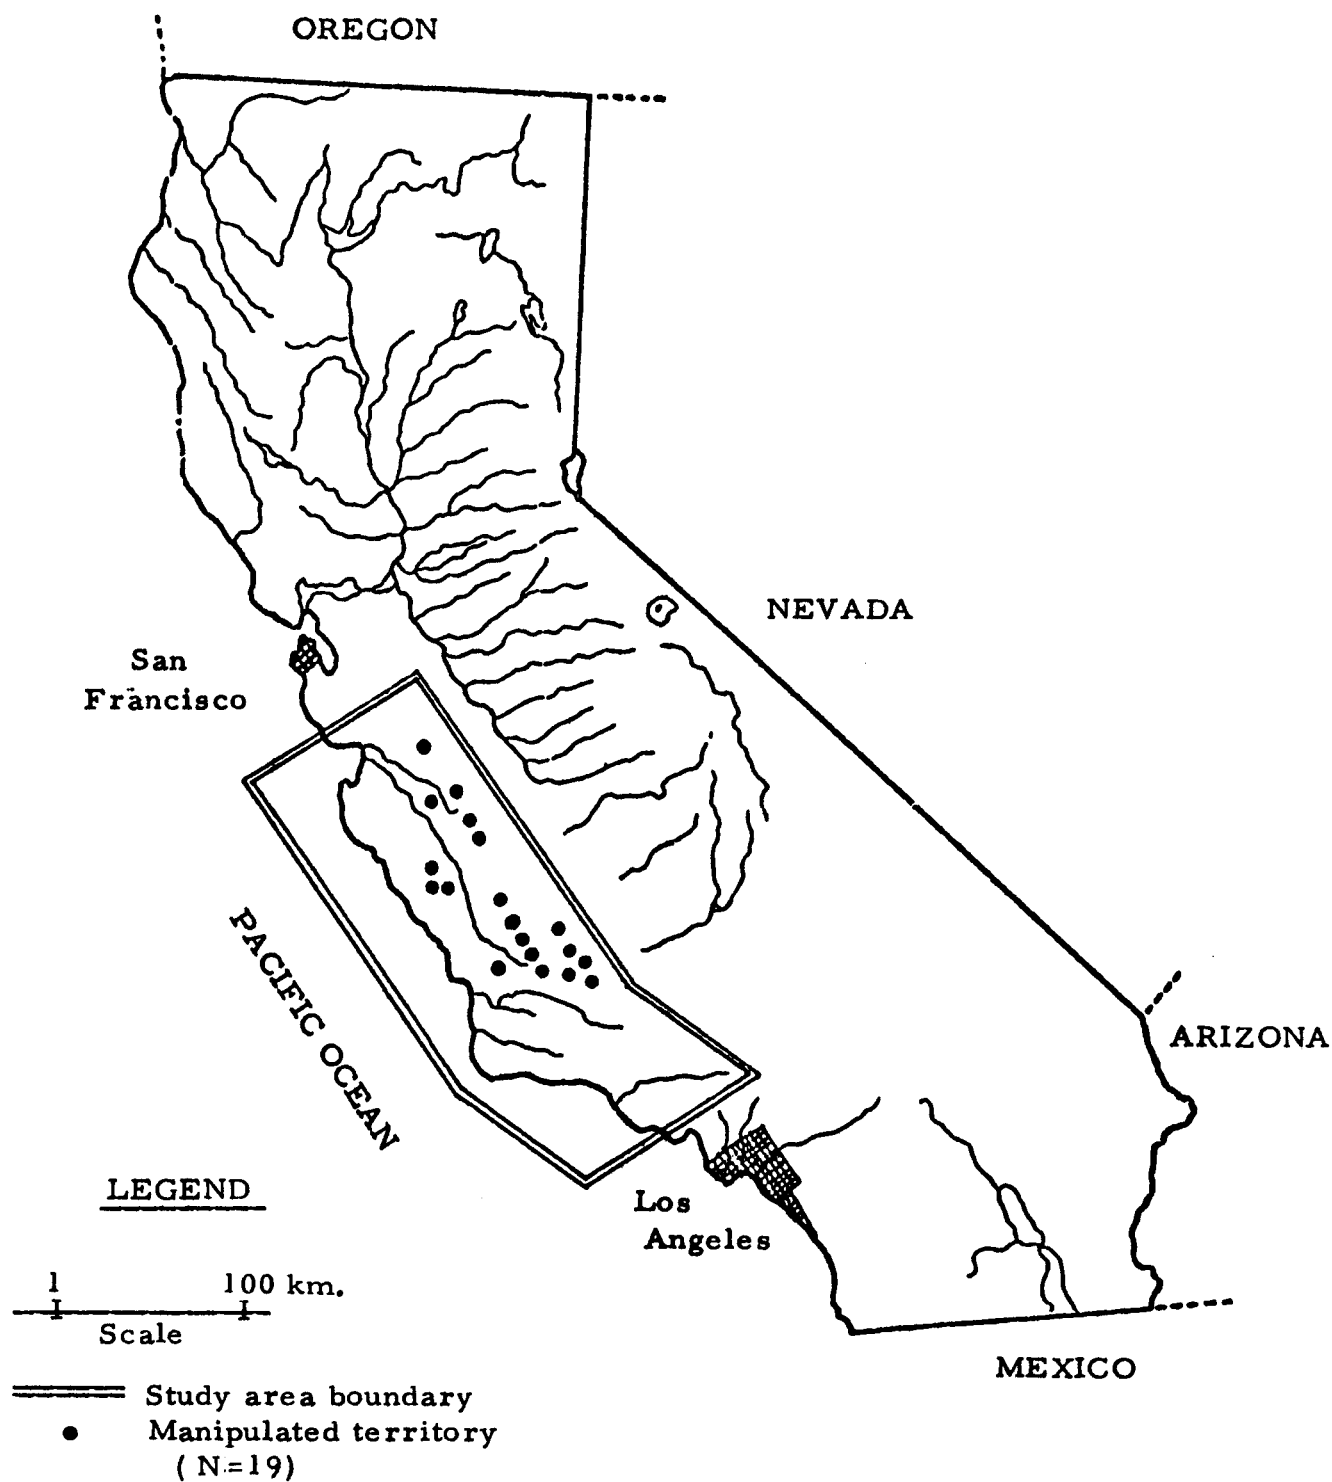 OREGON
NEVADA
San
Francisco
PACIFIC OCEAN
ARIZONA
LEGEND
Los
Angeles
1 100 km.
Scale
MEXICO
Study area boundary
Manipulated territory
( N=19)